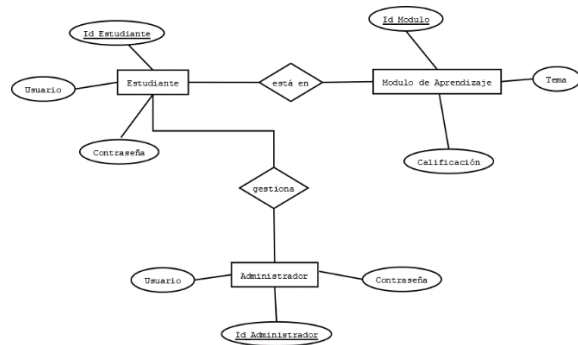 Id Modulo
Id Estudiante
Estudiante
está en
Modulo de Aprendizaje
Tema
Usuario
Contraseña
Calificación
gestiona
Usuario
Administrador
Contraseña
Id Administrador